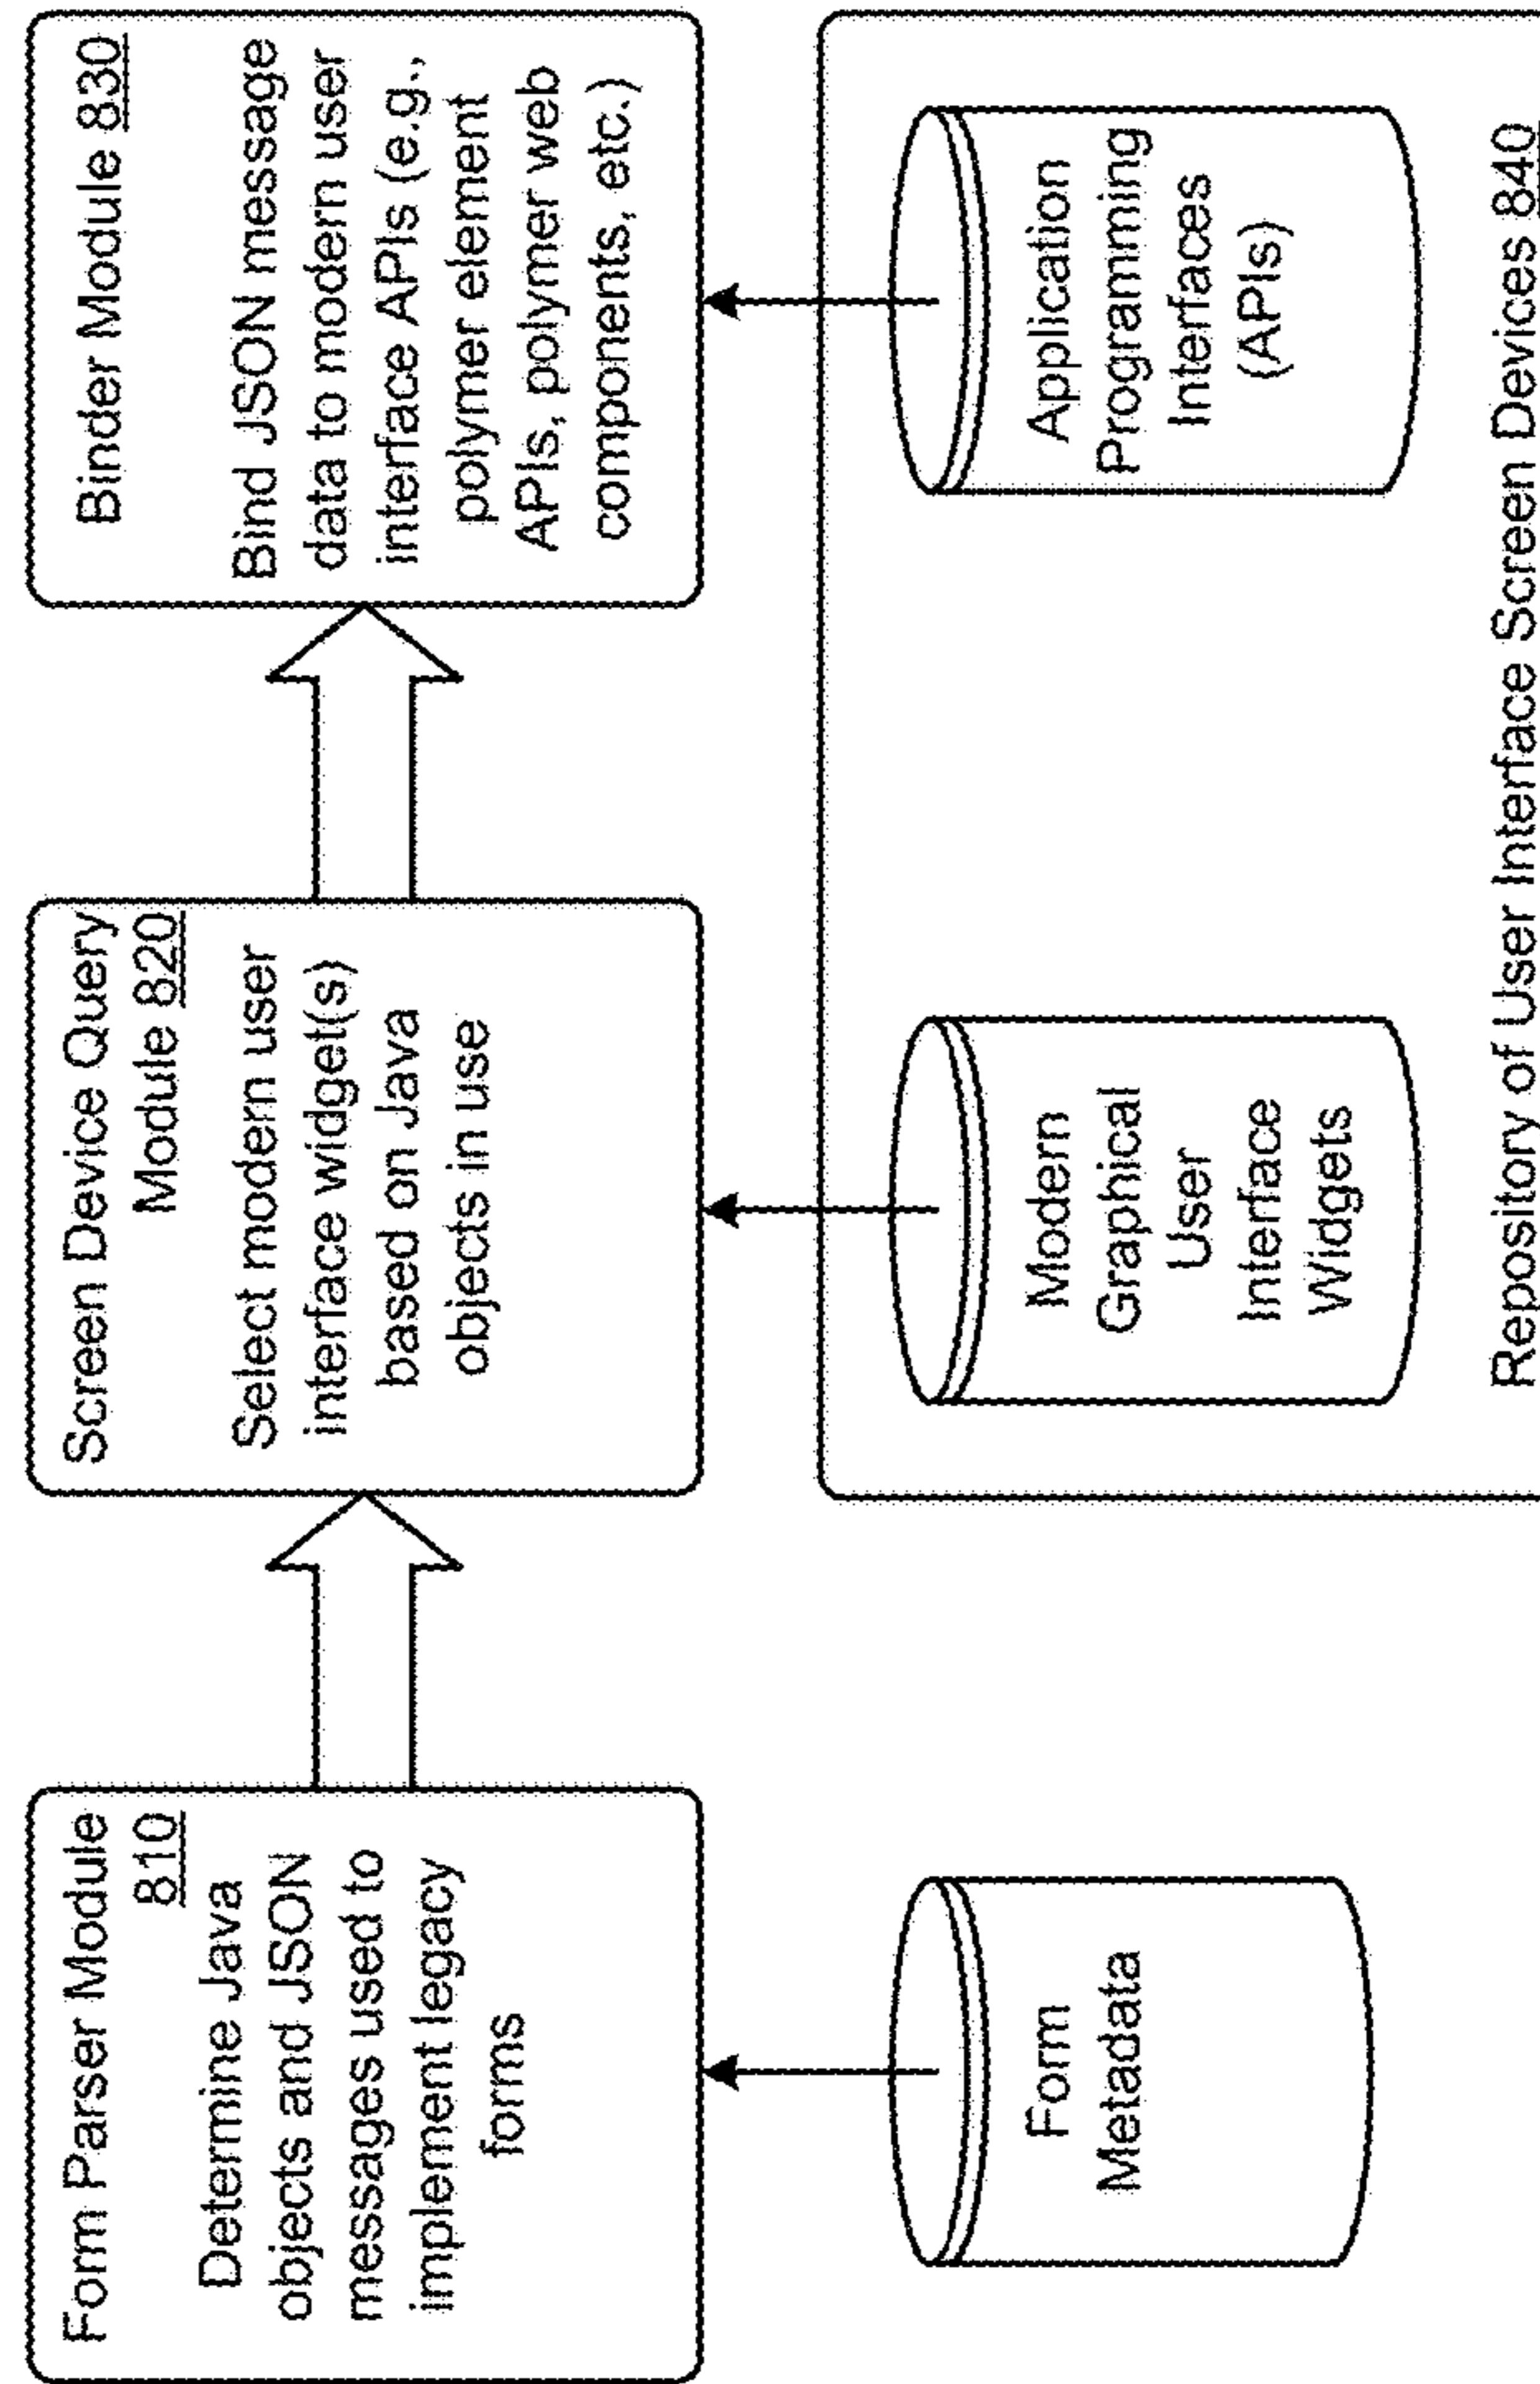 Form Parser Module
810
Determine Java
objects and JSON
messages used to
implement legacy
forms
Screen Device Query
Module 820
Select modern user
interface widget(s)
based on Java
objects in use
Binder Module 830
Bind JSON message
data to modern user
interface APIs (e.g.,
polymer element
APIs, polymer web
components, etc.)
Form
Metadata
Modern
Graphical
User
Interface
Widgets
Application
Programming
Interfaces
(APIs)
Repository of User Interface Screen Devices 840